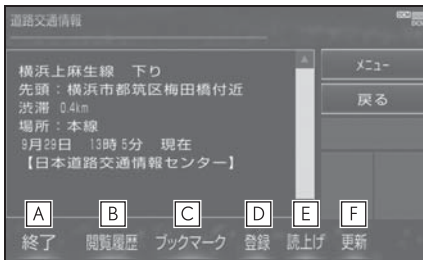 道路交通情報
横浜上麻生線 下り
先頭：横浜市都筑区梅田橋付近
渋滞 0.4km
場所：本線
9月29日 13時5分 現在
【日本道路交通情報センター】
メニュー
戻る
A B C D E F
終了 閲覧履歴 ブックマーク 登録 読上げ 更新